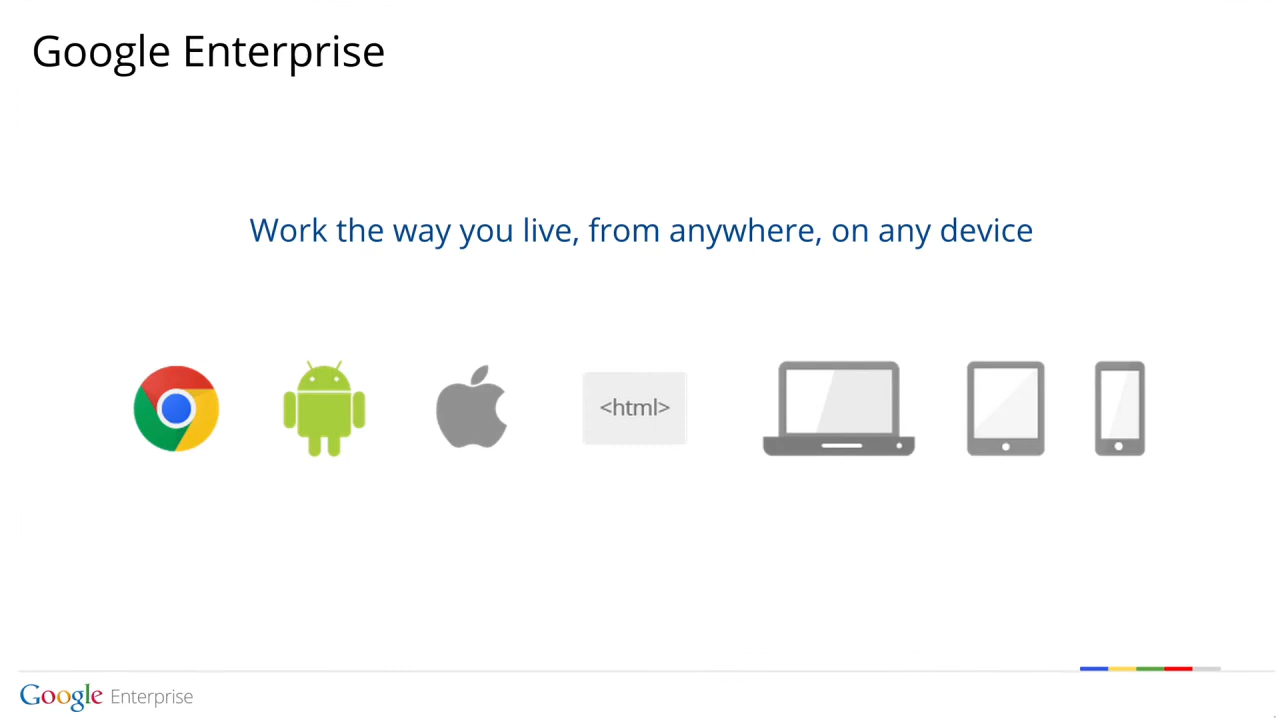 Google Enterprise
Work the way you live, from anywhere, on any device
<html>
Google Enterprise